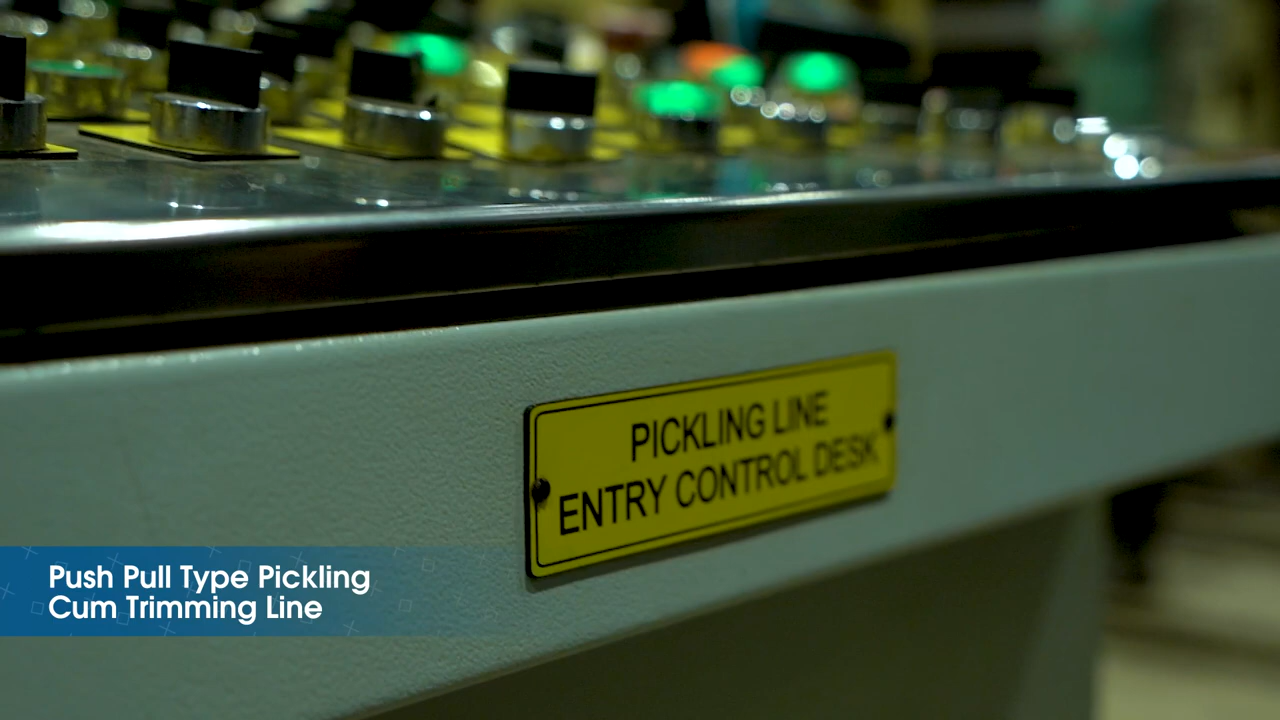 PICKLING LINE
ENTRY CONTROL DESK
Push Pull Type Pickling
Cum Trimming Line